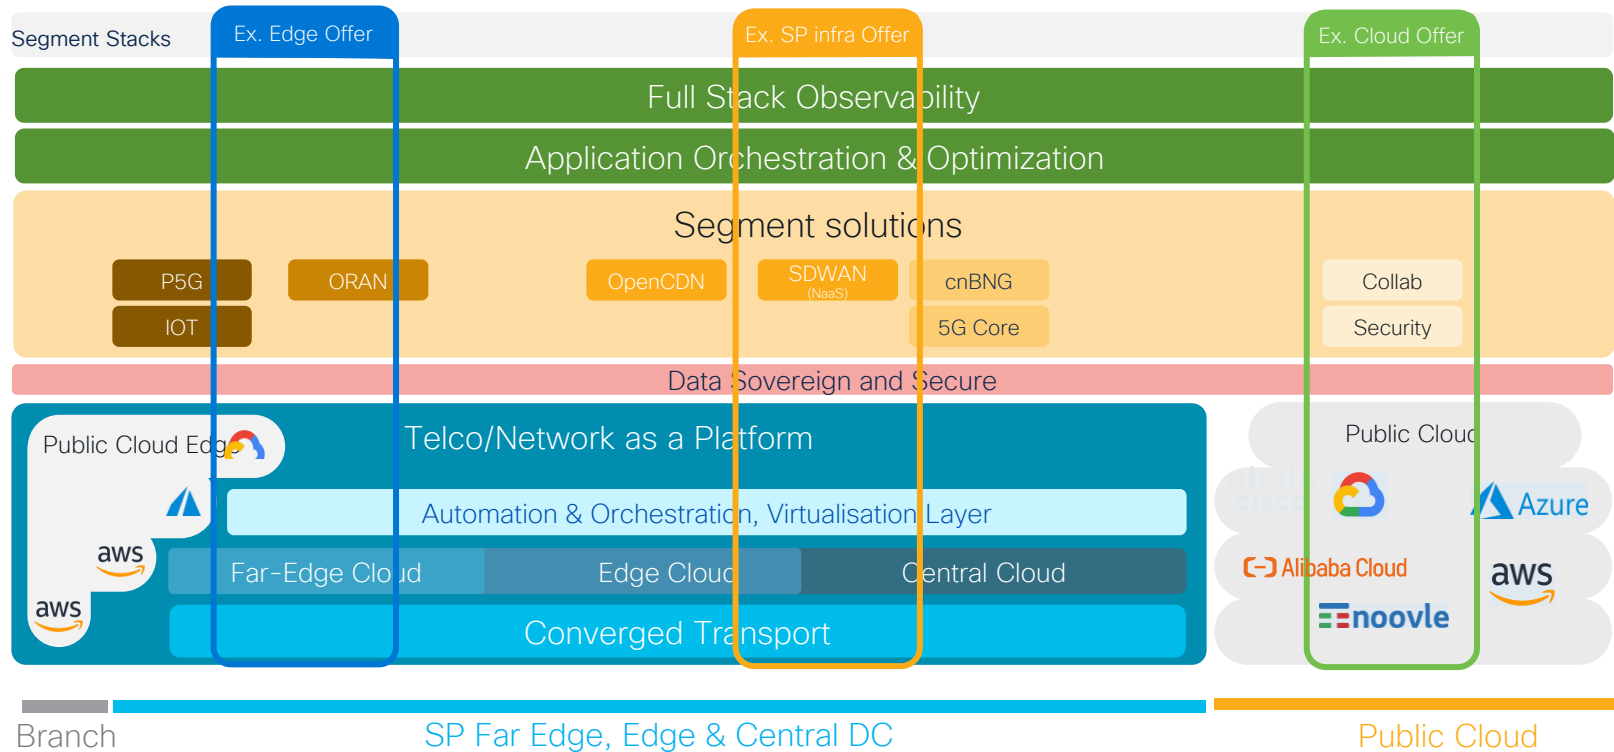 Segment Stacks
Ex. Edge Offer
Ex. SP infra Offer
Ex. Cloud Offer
Full Stack Observability
Application Orchestration & Optimization
Segment solutions
P5G
ORAN
OpenCDN
SDWAN
(NaaS)
cnBNG
Collab
IOT
5G Core
Security
Data Sovereign and Secure
Public Cloud Edge
Telco/Network as a Platform
Public Cloud
cisco
Azure
Automation & Orchestration, Virtualisation Layer
aws
Far-Edge Cloud
Edge Cloud
Central Cloud
Alibaba Cloud
aws
aws
Converged Transport
noovle
Branch
SP Far Edge, Edge & Central DC
Public Cloud